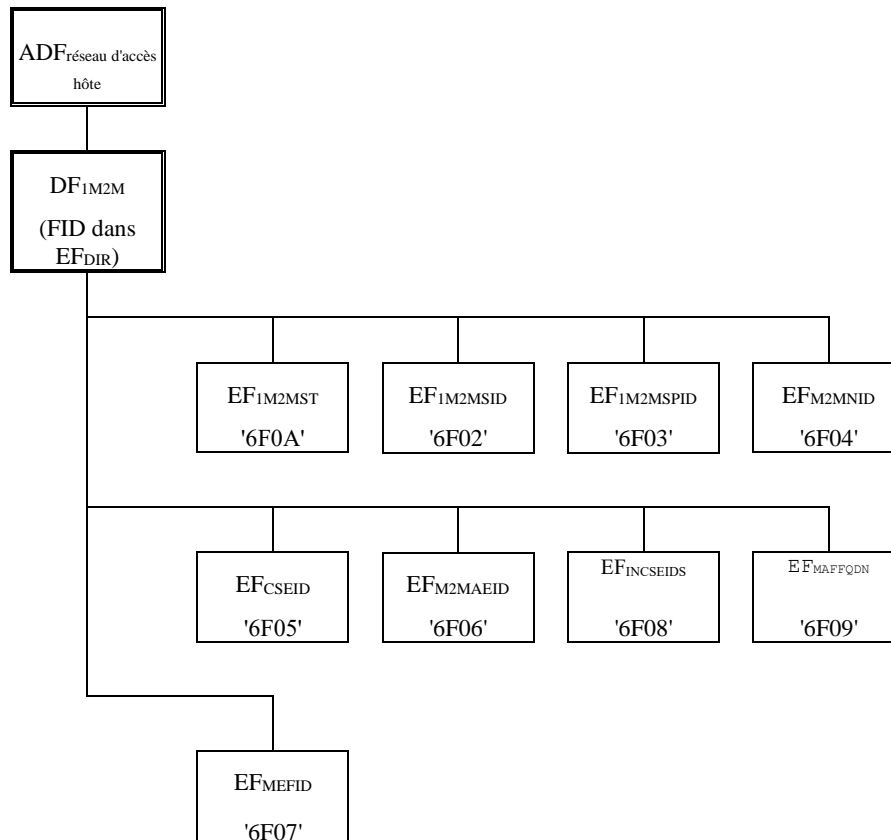 ADFréseau d'accès
hôte
DF1M2M
(FID dans
EFDIR)
EF1M2MST
'6F0A'
EF1M2MSID
'6F02'
EF1M2MSPID
'6F03'
EFM2MNID
'6F04'
EFCSEID
'6F05'
EFM2MAEID
'6F06'
EFINCSEIDS
'6F08'
EFMAFFQDN
'6F09'
EFMEFID
'6F07'